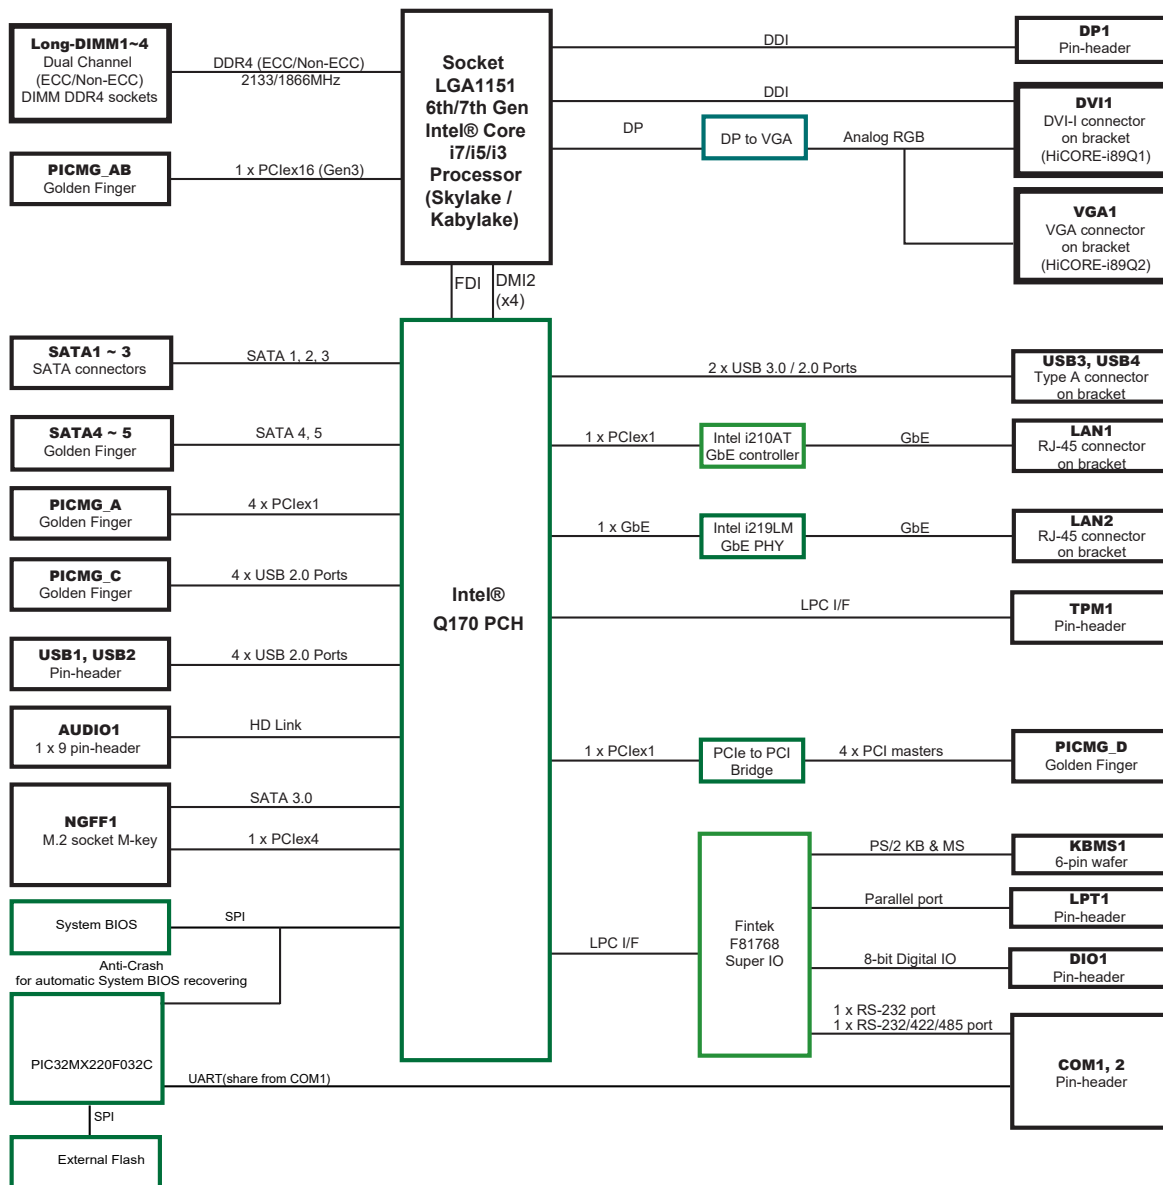 Long-DIMM1~4
Dual Channel
(ECC/Non-ECC)
DIMM DDR4 sockets
DDR4 (ECC/Non-ECC)
2133/1866MHz
PICMG_AB
Golden Finger
1 x PCIex16 (Gen3)
Socket
LGA1151
6th/7th Gen
Intel® Core
i7/i5/i3
Processor
(Skylake /
Kabylake)
DDI
DP1
Pin-header
DDI
DVI1
DVI-I connector
on bracket
(HiCORE-i89Q1)
DP
DP to VGA
Analog RGB
VGA1
VGA connector
on bracket
(HiCORE-i89Q2)
FDI
DMI2
(x4)
SATA1 ~ 3
SATA connectors
SATA 1, 2, 3
SATA4 ~ 5
Golden Finger
SATA 4, 5
PICMG_A
Golden Finger
4 x PCIex1
PICMG_C
Golden Finger
4 x USB 2.0 Ports
USB1, USB2
Pin-header
4 x USB 2.0 Ports
AUDIO1
1 x 9 pin-header
HD Link
NGFF1
M.2 socket M-key
SATA 3.0
1 x PCIex4
System BIOS
SPI
Anti-Crash
for automatic System BIOS recovering
PIC32MX220F032C
UART(share from COM1)
SPI
External Flash
Intel®
Q170 PCH
2 x USB 3.0 / 2.0 Ports
USB3, USB4
Type A connector
on bracket
1 x PCIex1
Intel i210AT
GbE controller
GbE
LAN1
RJ-45 connector
on bracket
1 x GbE
Intel i219LM
GbE PHY
GbE
LAN2
RJ-45 connector
on bracket
LPC I/F
TPM1
Pin-header
1 x PCIex1
PCIe to PCI
Bridge
4 x PCI masters
PICMG_D
Golden Finger
LPC I/F
Fintek
F81768
Super IO
PS/2 KB & MS
KBMS1
6-pin wafer
Parallel port
LPT1
Pin-header
8-bit Digital IO
DIO1
Pin-header
1 x RS-232 port
1 x RS-232/422/485 port
COM1, 2
Pin-header